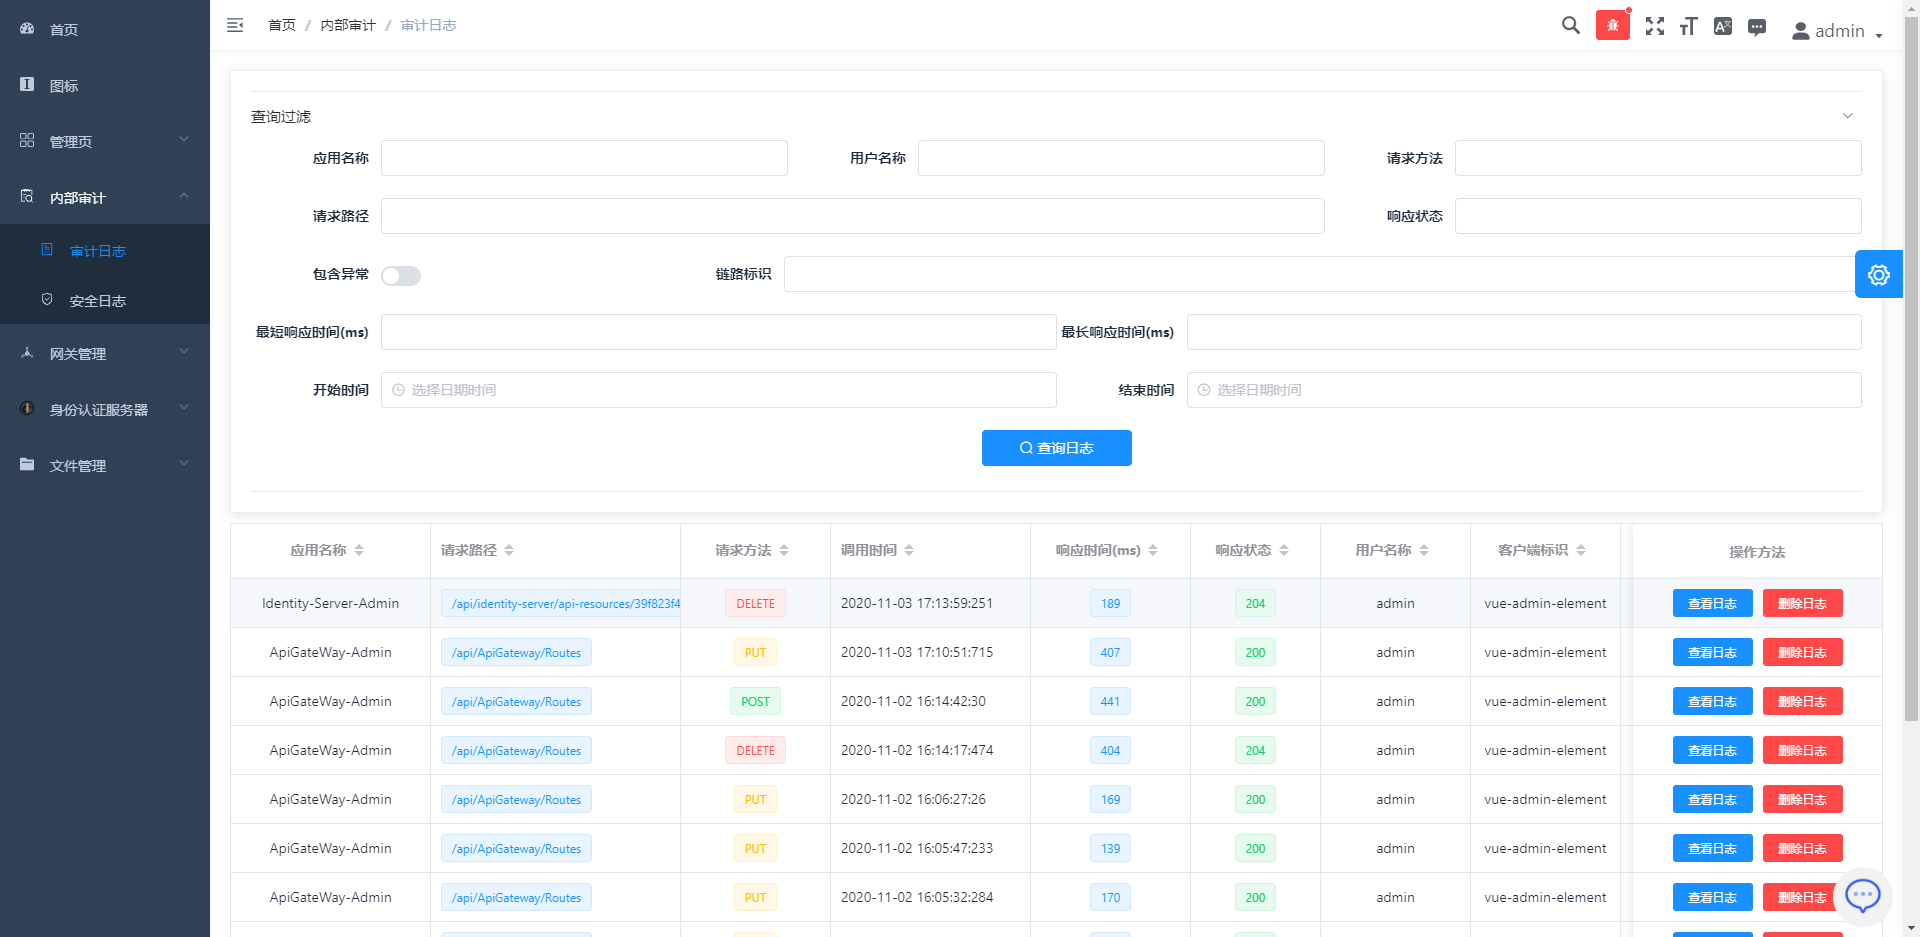 首页
图标
管理页
内部审计
审计日志
安全日志
网关管理
身份认证服务器
文件管理
首页 / 内部审计 / 审计日志
admin
查询过滤
应用名称 用户名称 请求方法
请求路径 响应状态
包含异常 链路标识
最短响应时间(ms) 最长响应时间(ms)
开始时间 选择日期时间 结束时间 选择日期时间
查询日志
应用名称 请求路径 请求方法 调用时间 响应时间(ms) 响应状态 用户名称 客户端标识 操作方法
Identity-Server-Admin /api/identity-server/api-resources/39f823f4 DELETE 2020-11-03 17:13:59:251 189 204 admin vue-admin-element 查看日志 删除日志
ApiGateWay-Admin /api/ApiGateway/Routes PUT 2020-11-03 17:10:51:715 407 200 admin vue-admin-element 查看日志 删除日志
ApiGateWay-Admin /api/ApiGateway/Routes POST 2020-11-02 16:14:42:30 441 200 admin vue-admin-element 查看日志 删除日志
ApiGateWay-Admin /api/ApiGateway/Routes DELETE 2020-11-02 16:14:17:474 404 204 admin vue-admin-element 查看日志 删除日志
ApiGateWay-Admin /api/ApiGateway/Routes PUT 2020-11-02 16:06:27:26 169 200 admin vue-admin-element 查看日志 删除日志
ApiGateWay-Admin /api/ApiGateway/Routes PUT 2020-11-02 16:05:47:233 139 200 admin vue-admin-element 查看日志 删除日志
ApiGateWay-Admin /api/ApiGateway/Routes PUT 2020-11-02 16:05:32:284 170 200 admin vue-admin-element 查看日志 删除日志